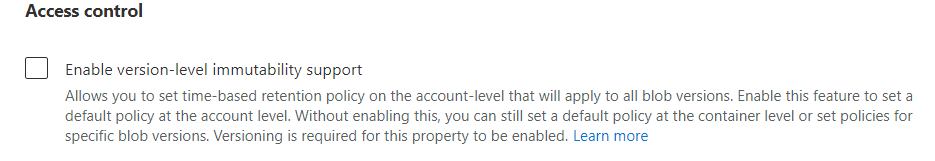 Access control
Enable version-level immutability support
Allows you to set time-based retention policy on the account-level that will apply to all blob versions. Enable this feature to set a
default policy at the account level. Without enabling this, you can still set a default policy at the container level or set policies for
specific blob versions. Versioning is required for this property to be enabled. Learn more